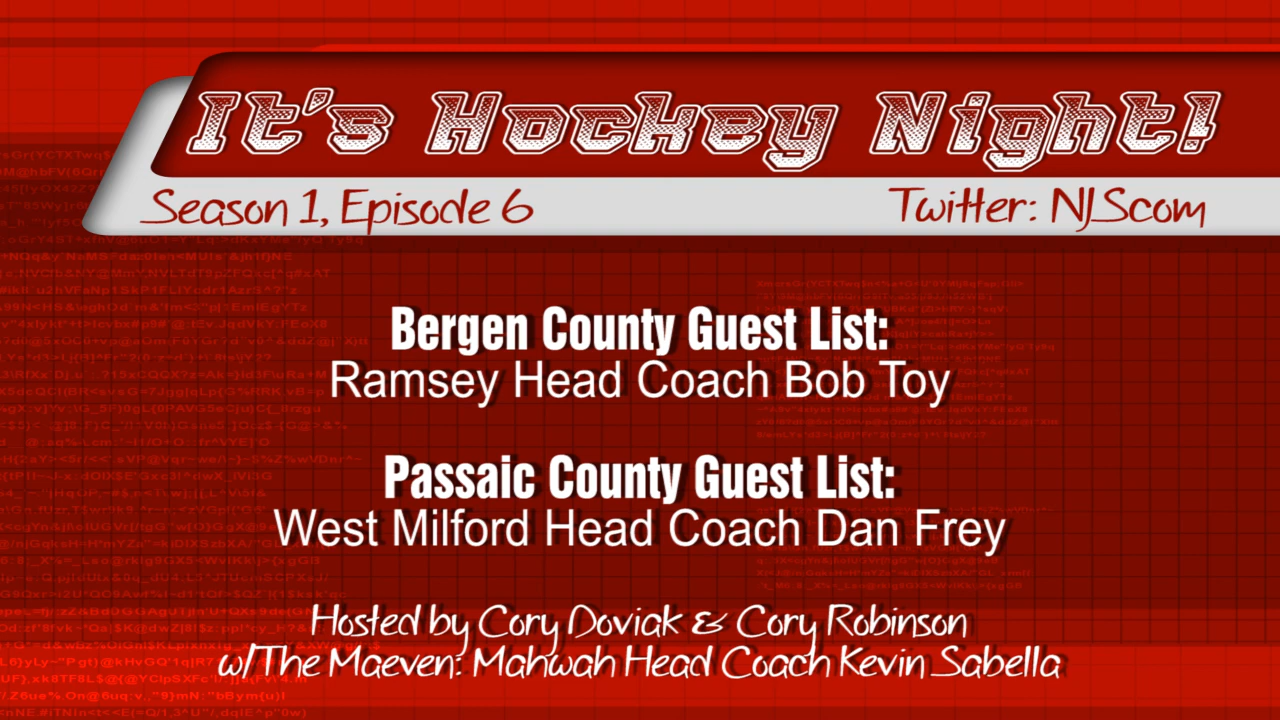 It's Hockey Night!
Season 1, Episode 6
Twitter: NJScom
Bergen County Guest List:
Ramsey Head Coach Bob Toy
Passaic County Guest List:
West Milford Head Coach Dan Frey
Hosted by Cory Doviak & Cory Robinson
w/The Maeven: Mahwah Head Coach Kevin Sabella